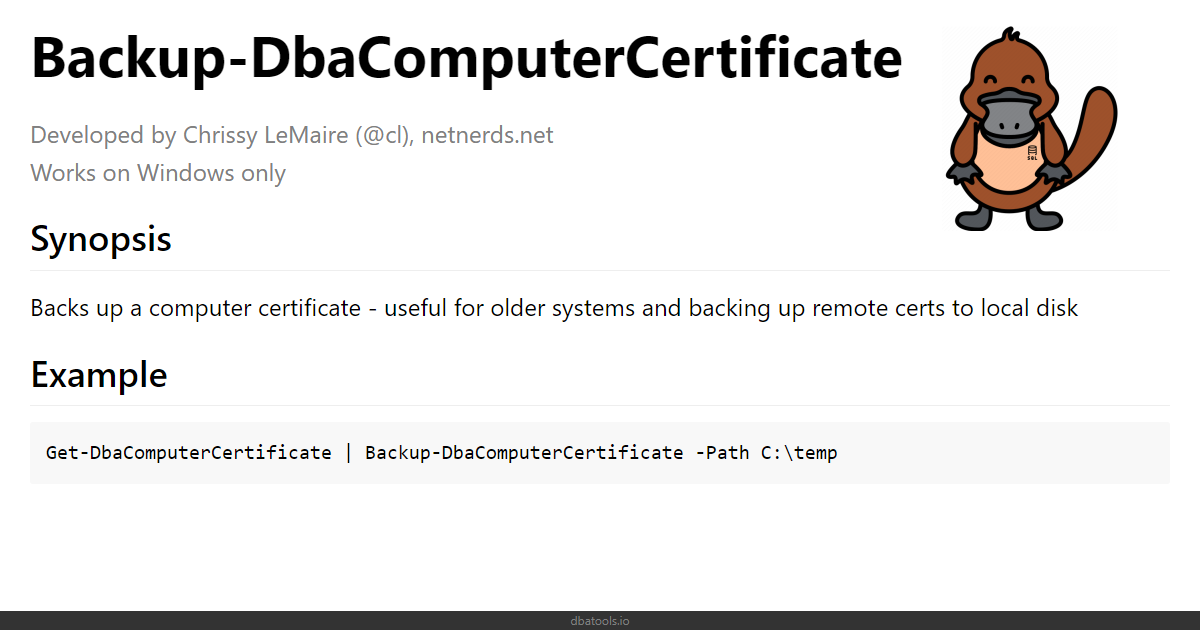 Backup-DbaComputerCertificate
Developed by Chrissy LeMaire (@cl), netnerds.net
Works on Windows only
SQL
Synopsis
Backs up a computer certificate - useful for older systems and backing up remote certs to local disk
Example
Get-DbaComputerCertificate | Backup-DbaComputerCertificate -Path C:\temp
dbatools.io